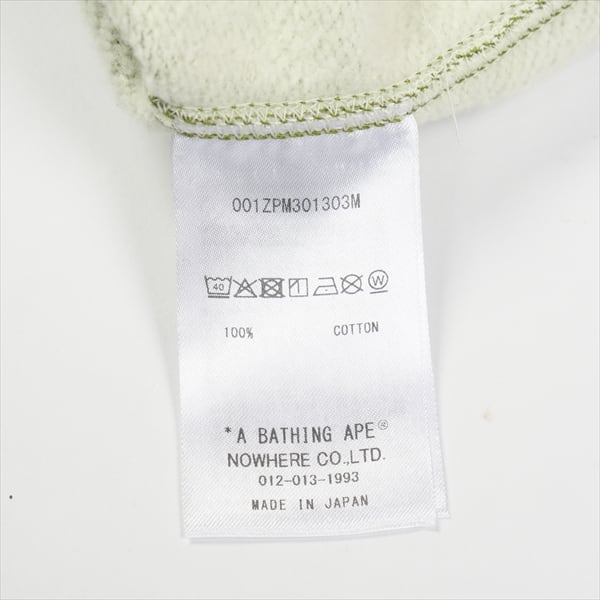 001ZPM301303M
40 W
100% COTTON
*A BATHING APE®
NOWHERE CO.,LTD.
012-013-1993
MADE IN JAPAN